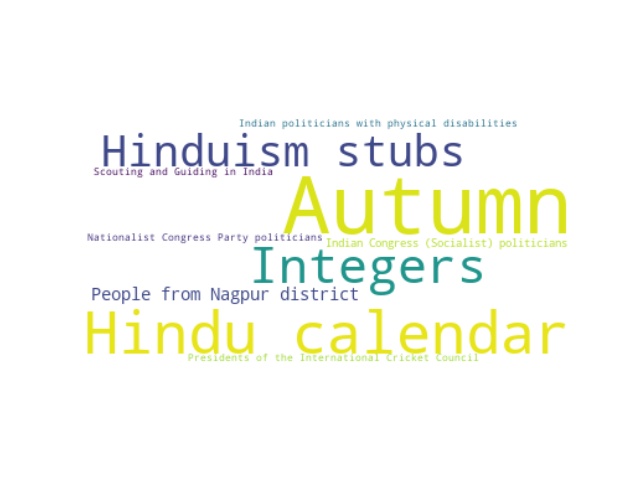 Indian politicians with physical disabilities
Hinduism stubs
Scouting and Guiding in India
Autumn
Nationalist Congress Party politicians
Indian Congress (Socialist) politicians
Integers
People from Nagpur district
Hindu calendar
Presidents of the International Cricket Council